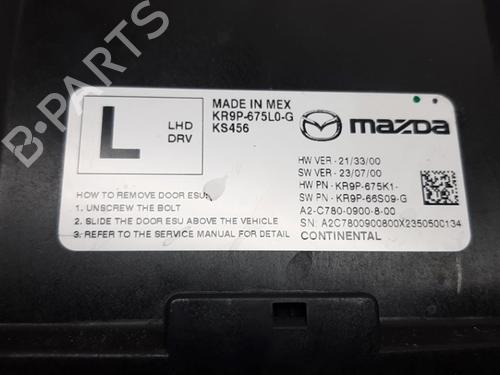 L
LHD
DRV
MADE IN MEX
KR9P-675L0-G
KS456
mazda
HW VER - 21/33/00
SW VER - 23/07/00
HW PN - KR9P-675K1-
SW PN - KR9P-66S09-G
A2-C780-0900-8-00
SN: A2C7800900800X2350500134
CONTINENTAL
HOW TO REMOVE DOOR ESU:
1. UNSCREW THE BOLT
2. SLIDE THE DOOR ESU ABOVE THE VEHICLE
3. REFER TO THE SERVICE MANUAL FOR DETAIL
B-PARTS